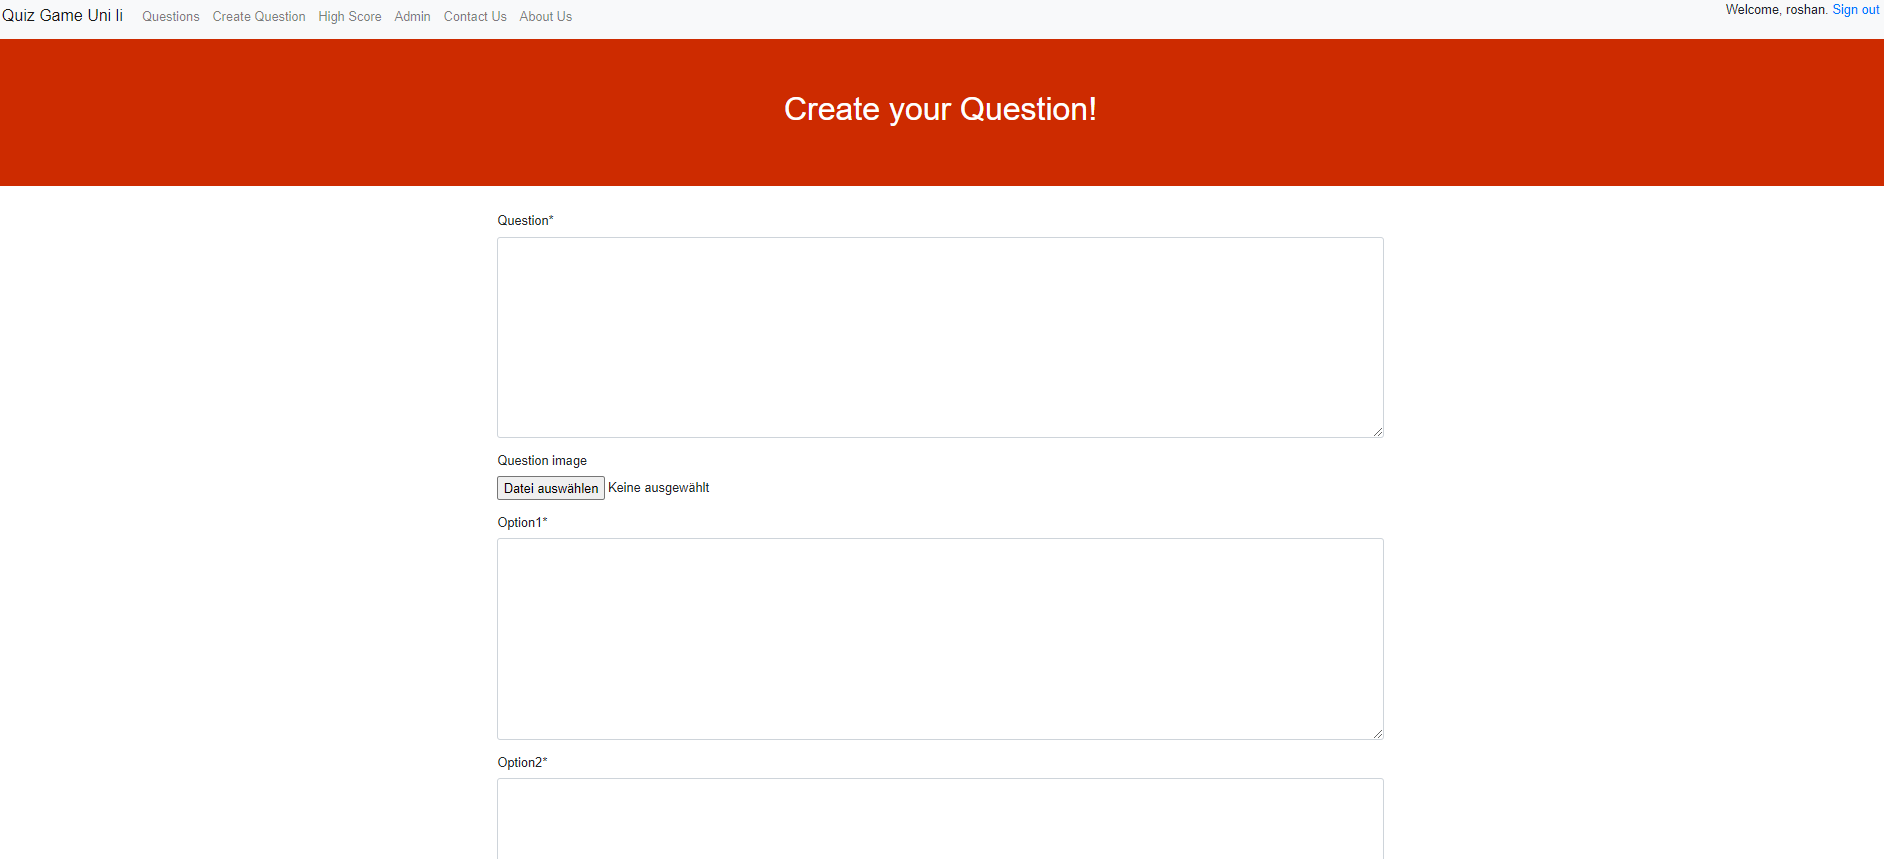 Quiz Game Uni li Questions Create Question High Score Admin Contact Us About Us Welcome, roshan. Sign out
Create your Question!
Question*
Question image
Datei auswählen Keine ausgewählt
Option1*
Option2*